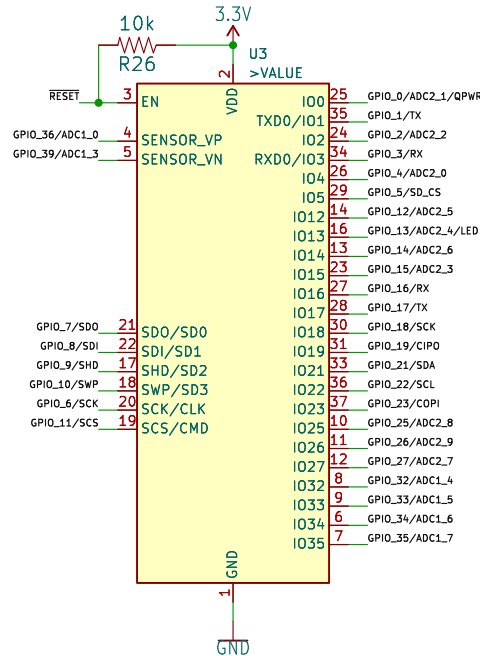 3.3V
10k
R26
U3
>VALUE
2
VDD
RESET 3 EN
GPIO_36/ADC1_0 4 SENSOR_VP
GPIO_39/ADC1_3 5 SENSOR_VN
GPIO_7/SDO 21 SDO/SD0
GPIO_8/SDI 22 SDI/SD1
GPIO_9/SHD 17 SHD/SD2
GPIO_10/SWP 18 SWP/SD3
GPIO_6/SCK 20 SCK/CLK
GPIO_11/SCS 19 SCS/CMD
IO0 25 GPIO_0/ADC2_1/QPWR
TXD0/IO1 35 GPIO_1/TX
IO2 24 GPIO_2/ADC2_2
RXD0/IO3 34 GPIO_3/RX
IO4 26 GPIO_4/ADC2_0
IO5 29 GPIO_5/SD_CS
IO12 14 GPIO_12/ADC2_5
IO13 16 GPIO_13/ADC2_4/LED
IO14 13 GPIO_14/ADC2_6
IO15 23 GPIO_15/ADC2_3
IO16 27 GPIO_16/RX
IO17 28 GPIO_17/TX
IO18 30 GPIO_18/SCK
IO19 31 GPIO_19/CIPO
IO21 33 GPIO_21/SDA
IO22 36 GPIO_22/SCL
IO23 37 GPIO_23/COPI
IO25 10 GPIO_25/ADC2_8
IO26 11 GPIO_26/ADC2_9
IO27 12 GPIO_27/ADC2_7
IO32 8 GPIO_32/ADC1_4
IO33 9 GPIO_33/ADC1_5
IO34 6 GPIO_34/ADC1_6
IO35 7 GPIO_35/ADC1_7
GND
1
GND